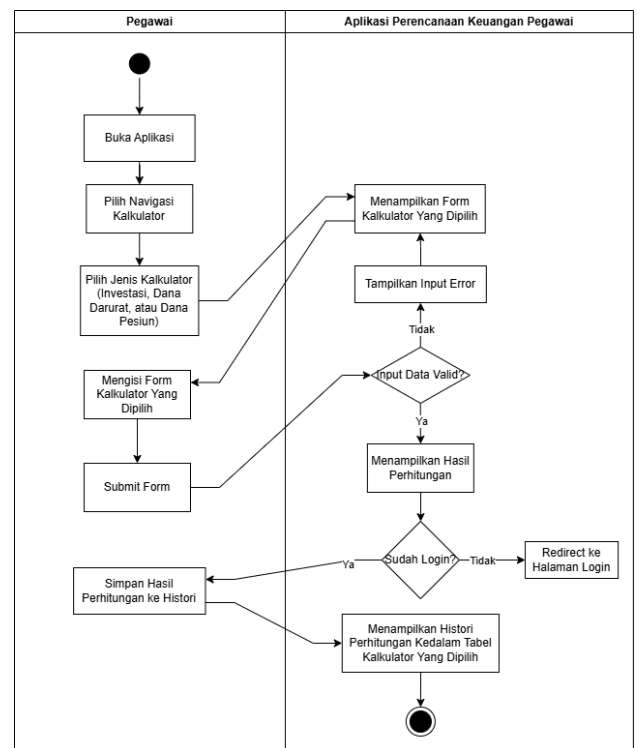 Pegawai
Aplikasi Perencanaan Keuangan Pegawai
Buka Aplikasi
Pilih Navigasi
Kalkulator
Pilih Jenis Kalkulator
(Investasi, Dana
Darurat, atau Dana
Pesiun)
Menampilkan Form
Kalkulator Yang Dipilih
Tampilkan Input Error
Tidak
Mengisi Form
Kalkulator Yang
Dipilih
Input Data Valid?
Ya
Submit Form
Menampilkan Hasil
Perhitungan
Sudah Login?
Tidak
Redirect ke
Halaman Login
Ya
Simpan Hasil
Perhitungan ke Histori
Menampilkan Histori
Perhitungan Kedalam Tabel
Kalkulator Yang Dipilih